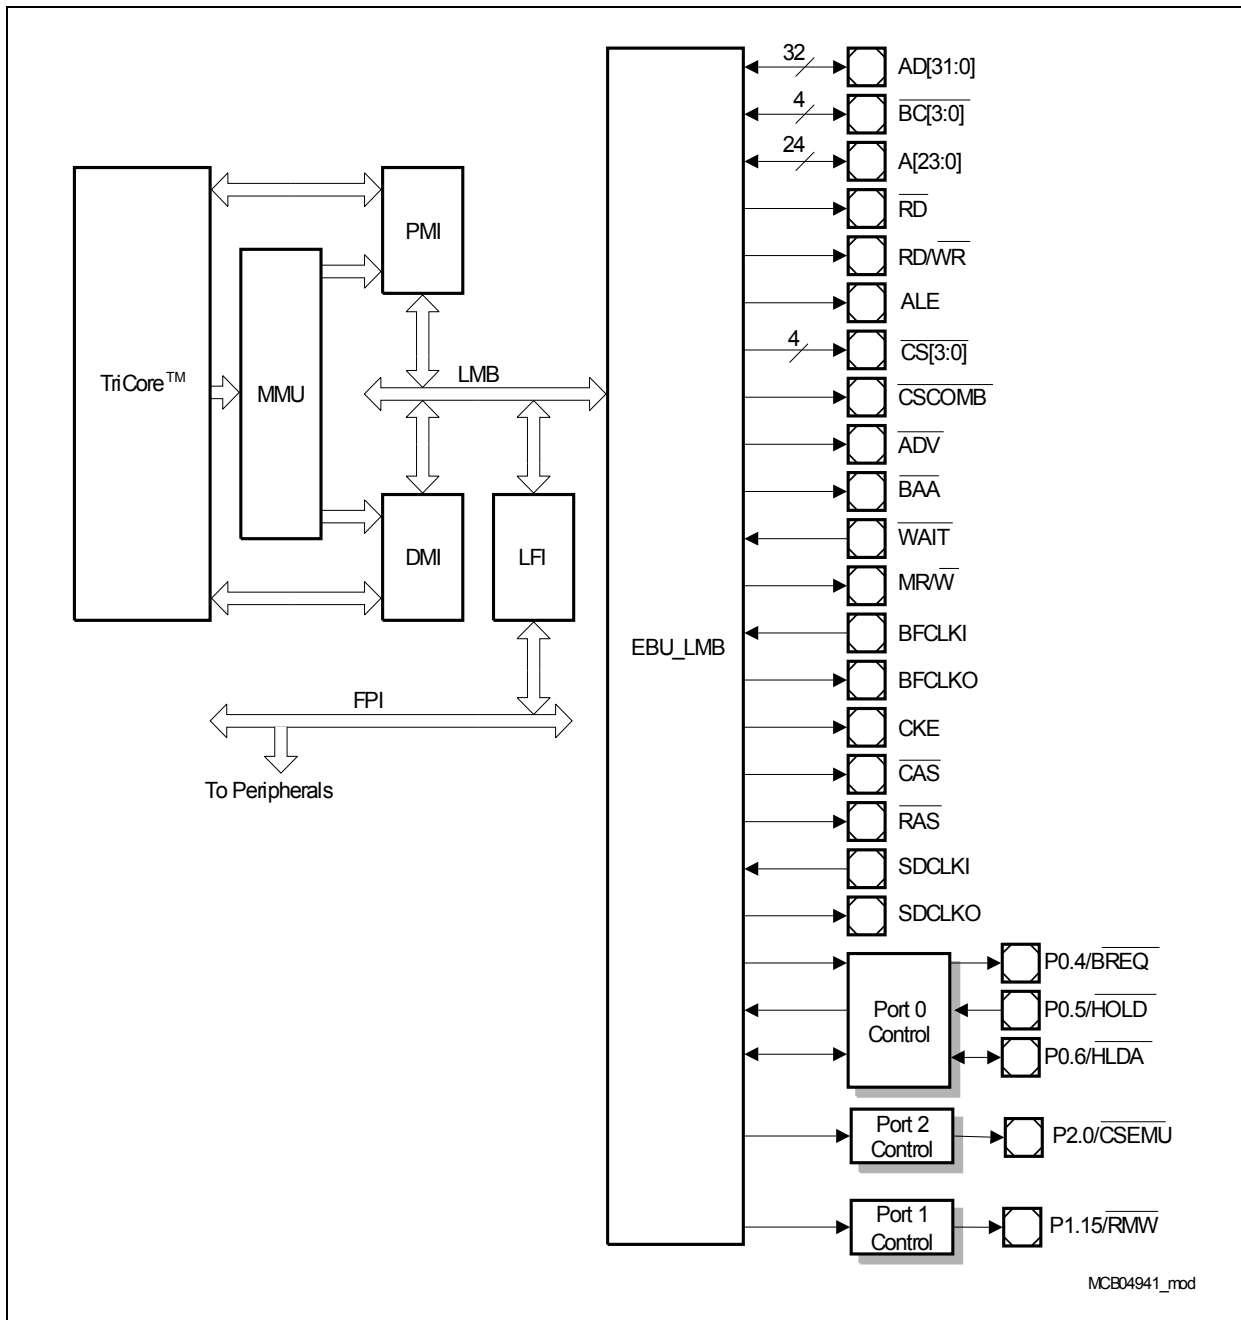 32
AD[31:0]
4
BC[3:0]
24
A[23:0]
RD
RD/WR
ALE
4
CS[3:0]
CSCOMB
ADV
BAA
WAIT
MR/W
BFCLKI
BFCLKO
CKE
CAS
RAS
SDCLKI
SDCLKO
TriCore™
MMU
PMI
LMB
DMI
LFI
EBU_LMB
FPI
To Peripherals
Port 0
Control
P0.4/BREQ
P0.5/HOLD
P0.6/HLDA
Port 2
Control
P2.0/CSEMU
Port 1
Control
P1.15/RMW
MCB04941_mod